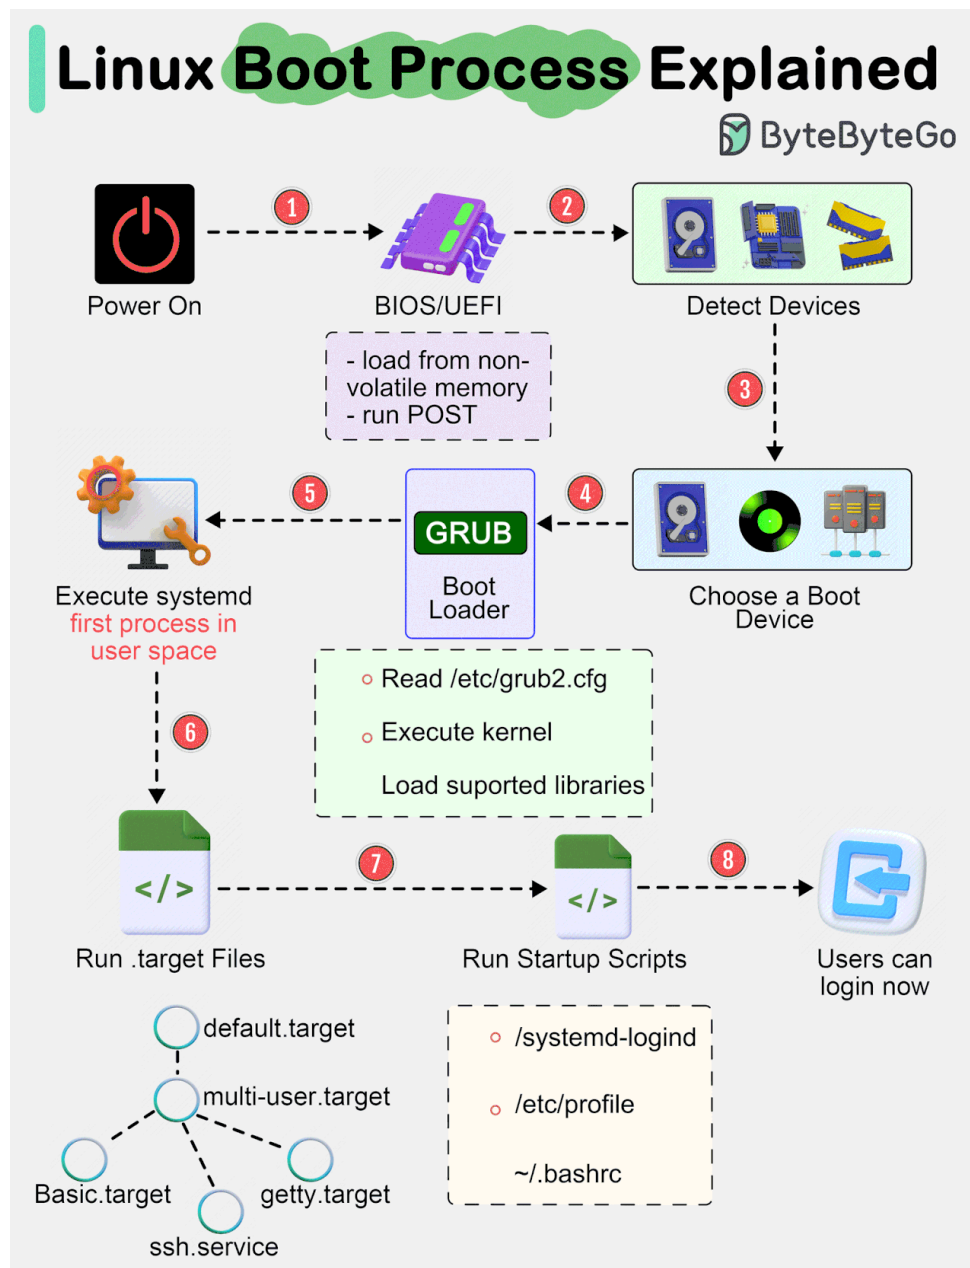 Linux Boot Process Explained
ByteByteGo
1
2
Power On
BIOS/UEFI
Detect Devices
- load from non-
volatile memory
- run POST
3
5
4
GRUB
Boot
Loader
Execute systemd
first process in
user space
Choose a Boot
Device
Read /etc/grub2.cfg
Execute kernel
Load suported libraries
6
7
8
</>
</>
Run .target Files
Run Startup Scripts
Users can
login now
default.target
multi-user.target
Basic.target
getty.target
ssh.service
/systemd-logind
/etc/profile
~/.bashrc